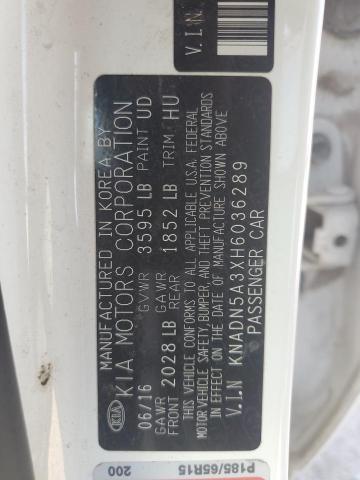 V.I.N
MANUFACTURED IN KOREA BY
KIA MOTORS CORPORATION
06/16 GVWR 3595 LB PAINT UD
GAWR FRONT 2028 LB GAWR REAR 1852 LB TRIM HU
THIS VEHICLE CONFORMS TO ALL APPLICABLE U.S.A. FEDERAL
MOTOR VEHICLE SAFETY, BUMPER, AND THEFT PREVENTION STANDARDS
IN EFFECT ON THE DATE OF MANUFACTURE SHOWN ABOVE
V.I.N KNADN5A3XH6036289
PASSENGER CAR
KIA
P185/65R15
200